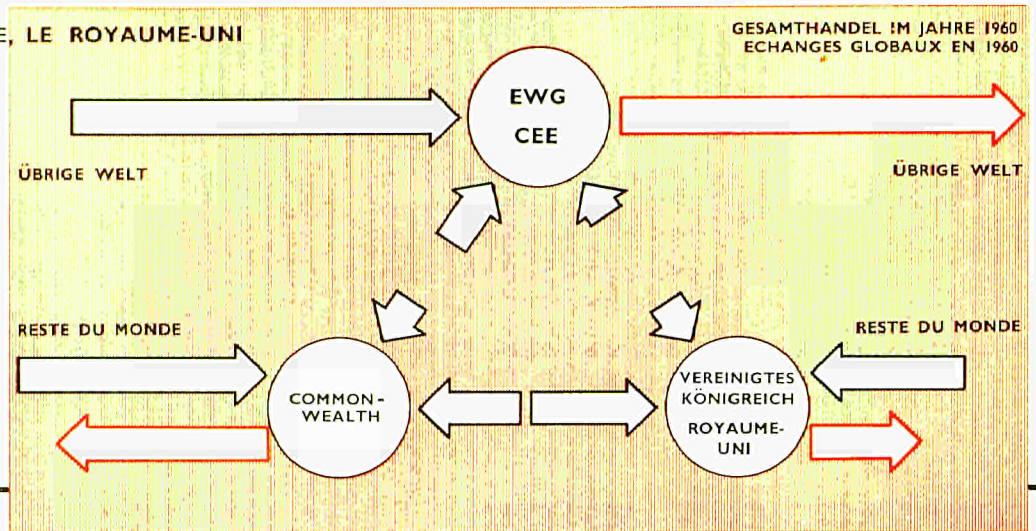 E, LE ROYAUME-UNI
GESAMTHANDEL IM JAHRE 1960
ECHANGES GLOBAUX EN 1960
EWG
CEE
ÜBRIGE WELT
ÜBRIGE WELT
RESTE DU MONDE
RESTE DU MONDE
COMMON-
WEALTH
VEREINIGTES
KÖNIGREICH
ROYAUME-
UNI